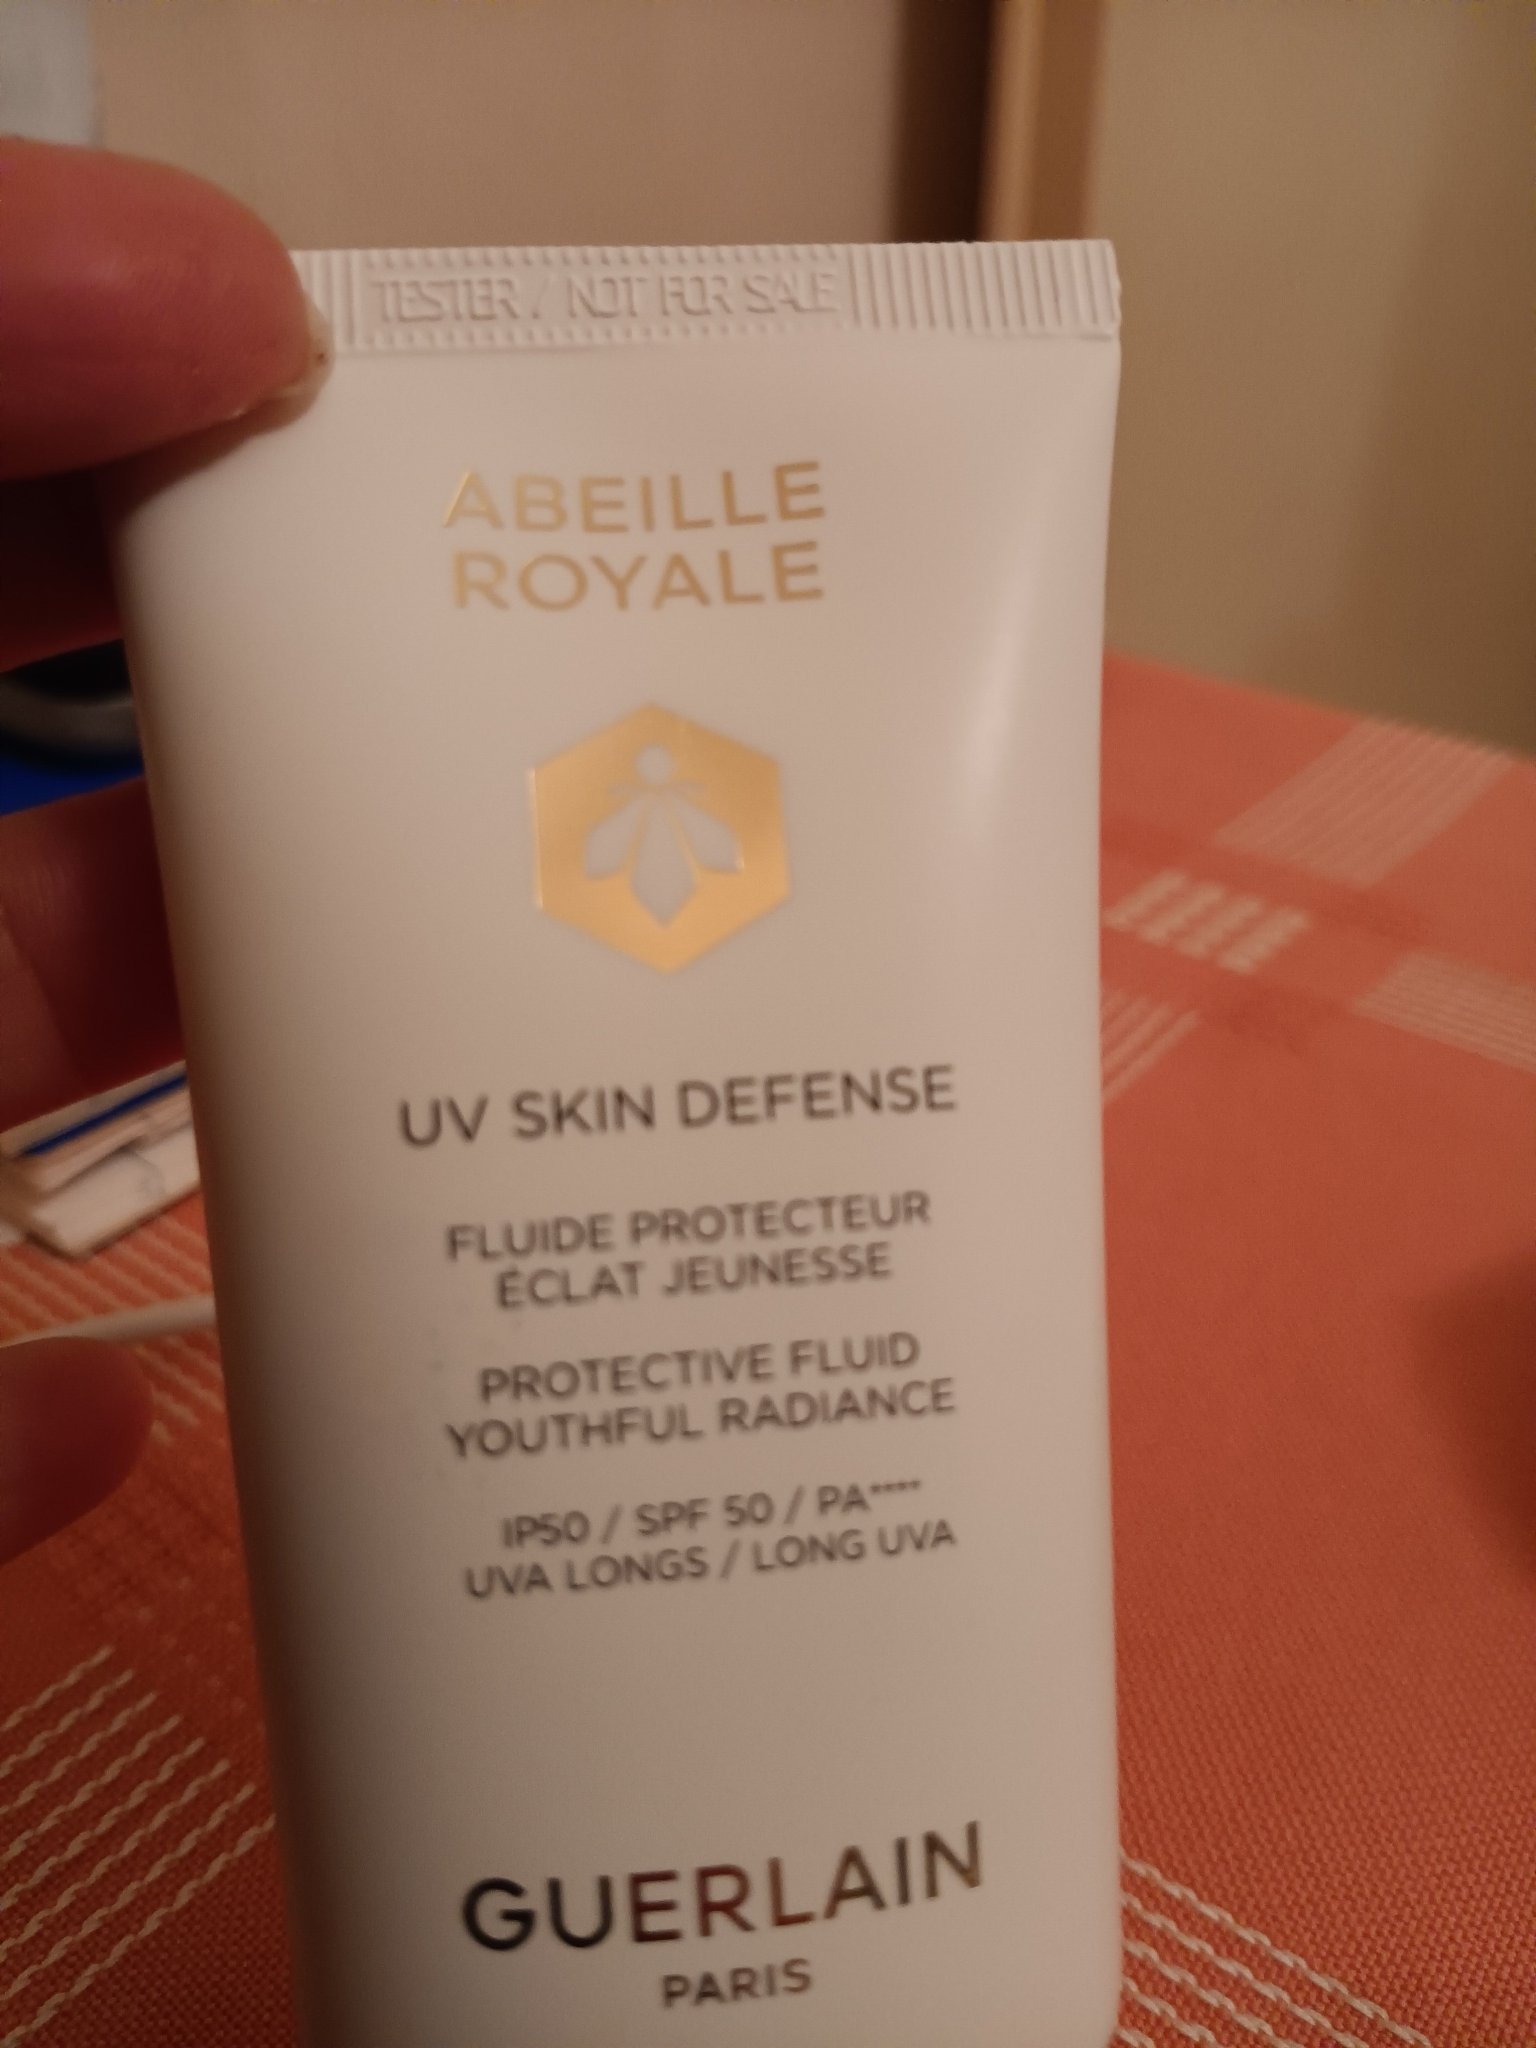 TESTER / NOT FOR SALE
ABEILLE
ROYALE
UV SKIN DEFENSE
FLUIDE PROTECTEUR
ÉCLAT JEUNESSE
PROTECTIVE FLUID
YOUTHFUL RADIANCE
IP50 / SPF 50 / PA****
UVA LONGS / LONG UVA
GUERLAIN
PARIS